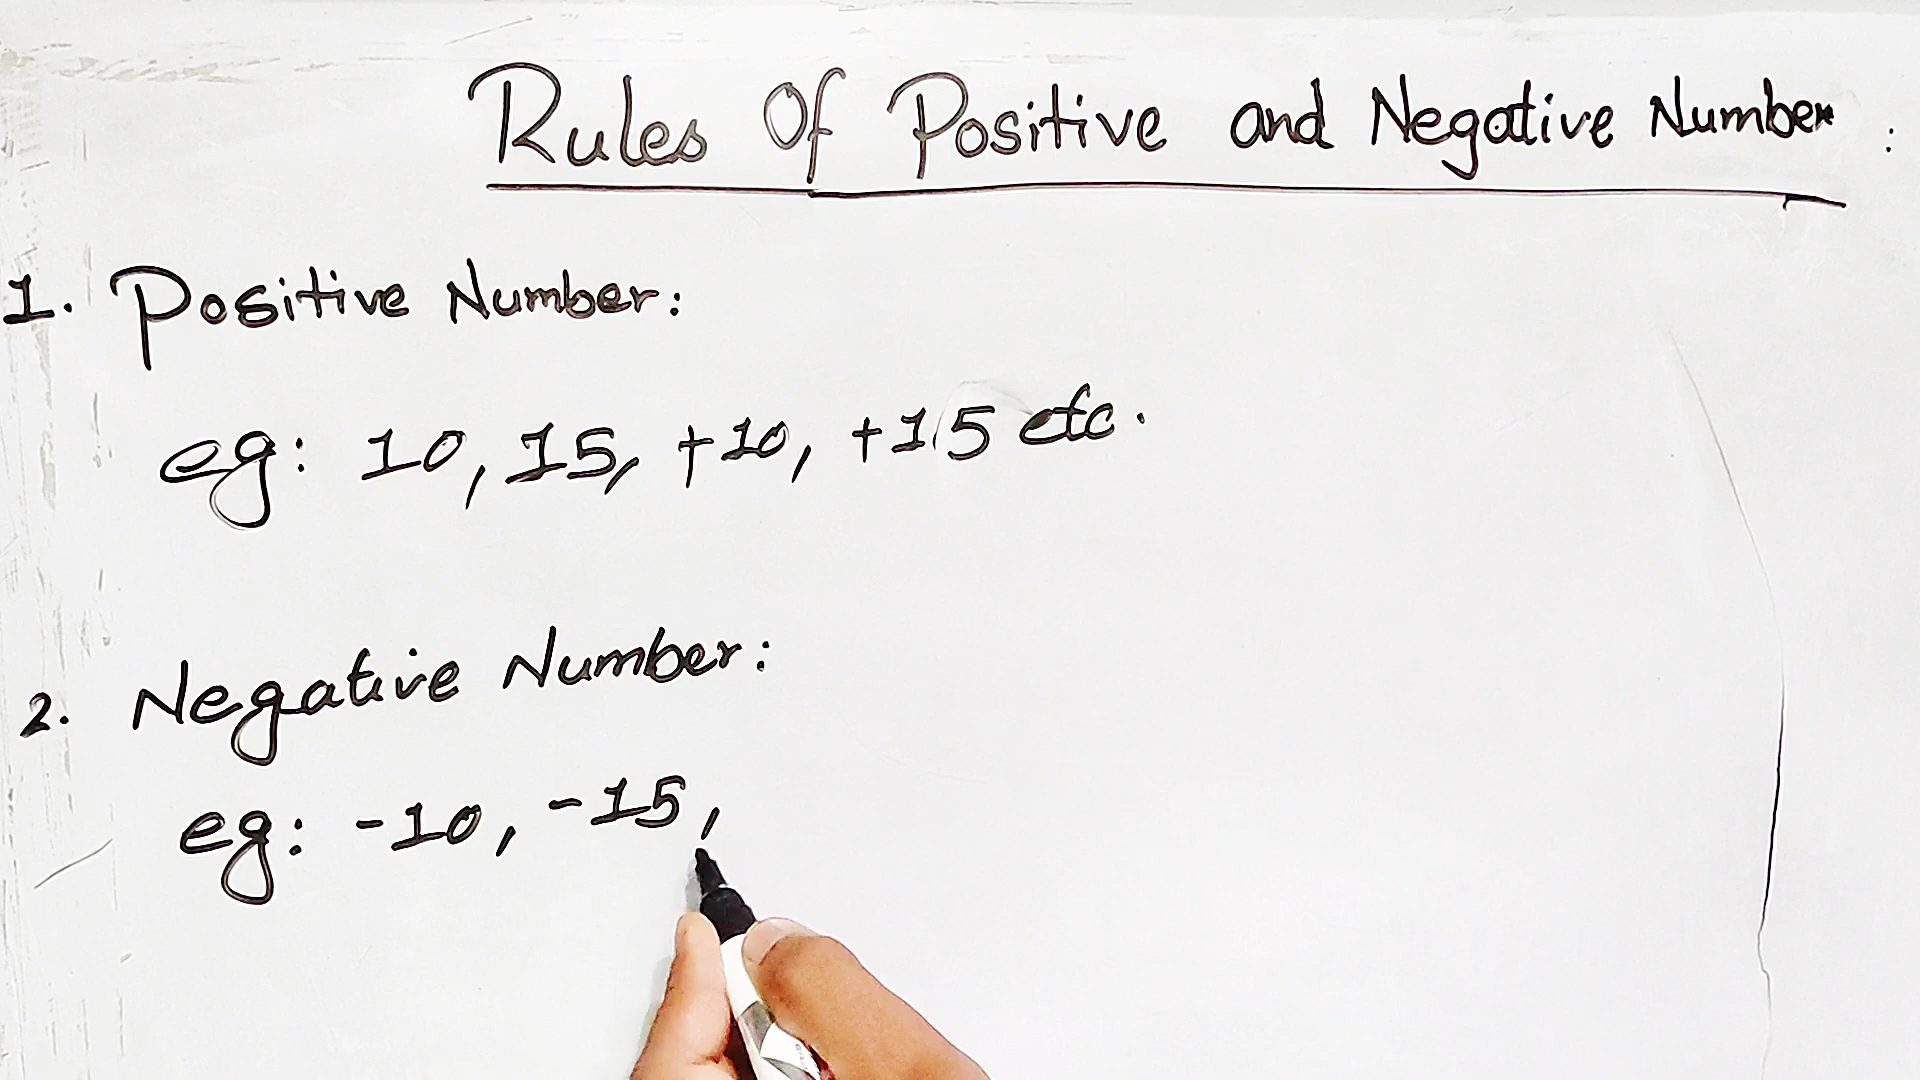 Rules Of Positive and Negative Number :
1. Positive Number:
eg: 10, 15, +10, +15 etc.
2. Negative Number:
eg: -10, -15,